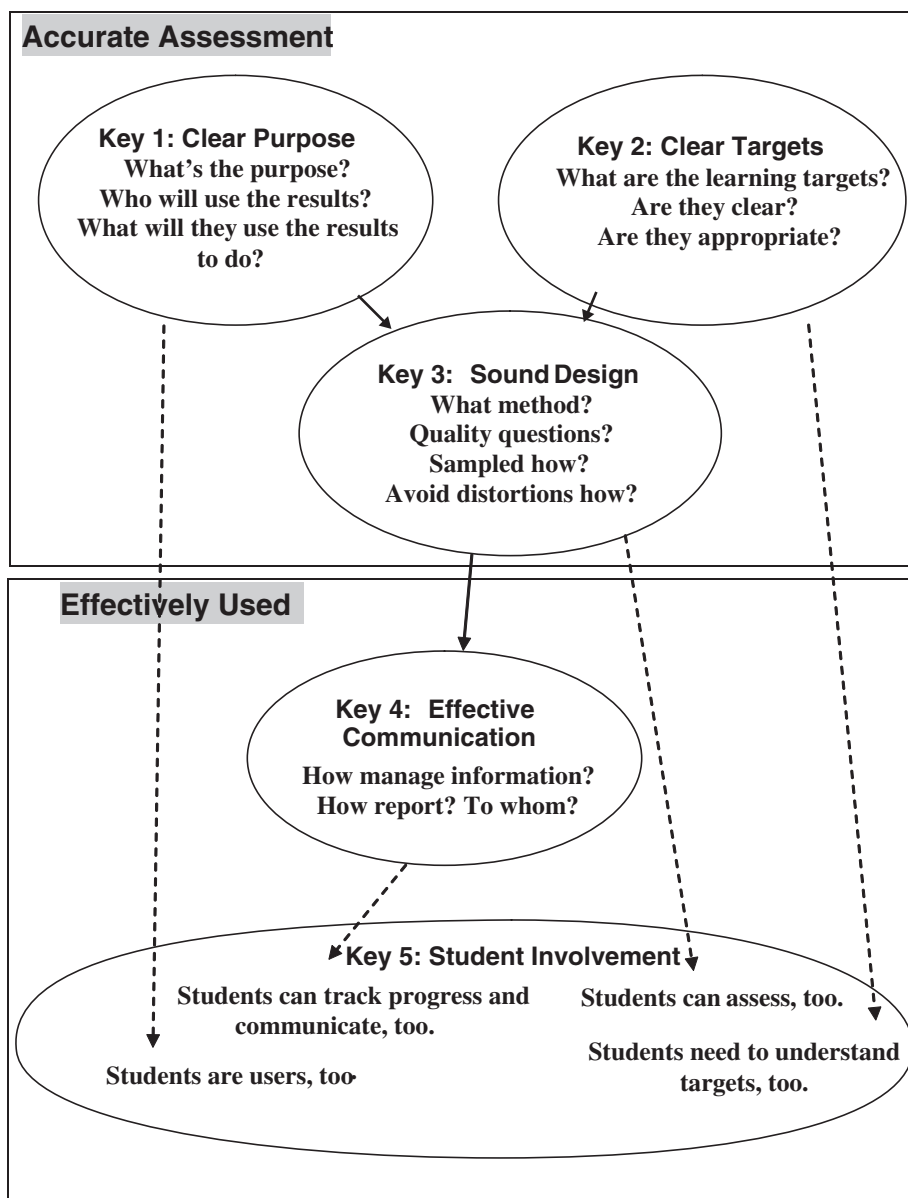 Accurate Assessment
Key 1: Clear Purpose
What's the purpose?
Who will use the results?
What will they use the results
to do?
Key 2: Clear Targets
What are the learning targets?
Are they clear?
Are they appropriate?
Key 3: Sound Design
What method?
Quality questions?
Sampled how?
Avoid distortions how?
Effectively Used
Key 4: Effective
Communication
How manage information?
How report? To whom?
Key 5: Student Involvement
Students can track progress and
communicate, too.
Students can assess, too.
Students are users, too.
Students need to understand
targets, too.